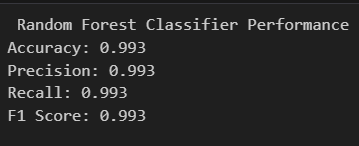 Random Forest Classifier Performance
Accuracy: 0.993
Precision: 0.993
Recall: 0.993
F1 Score: 0.993